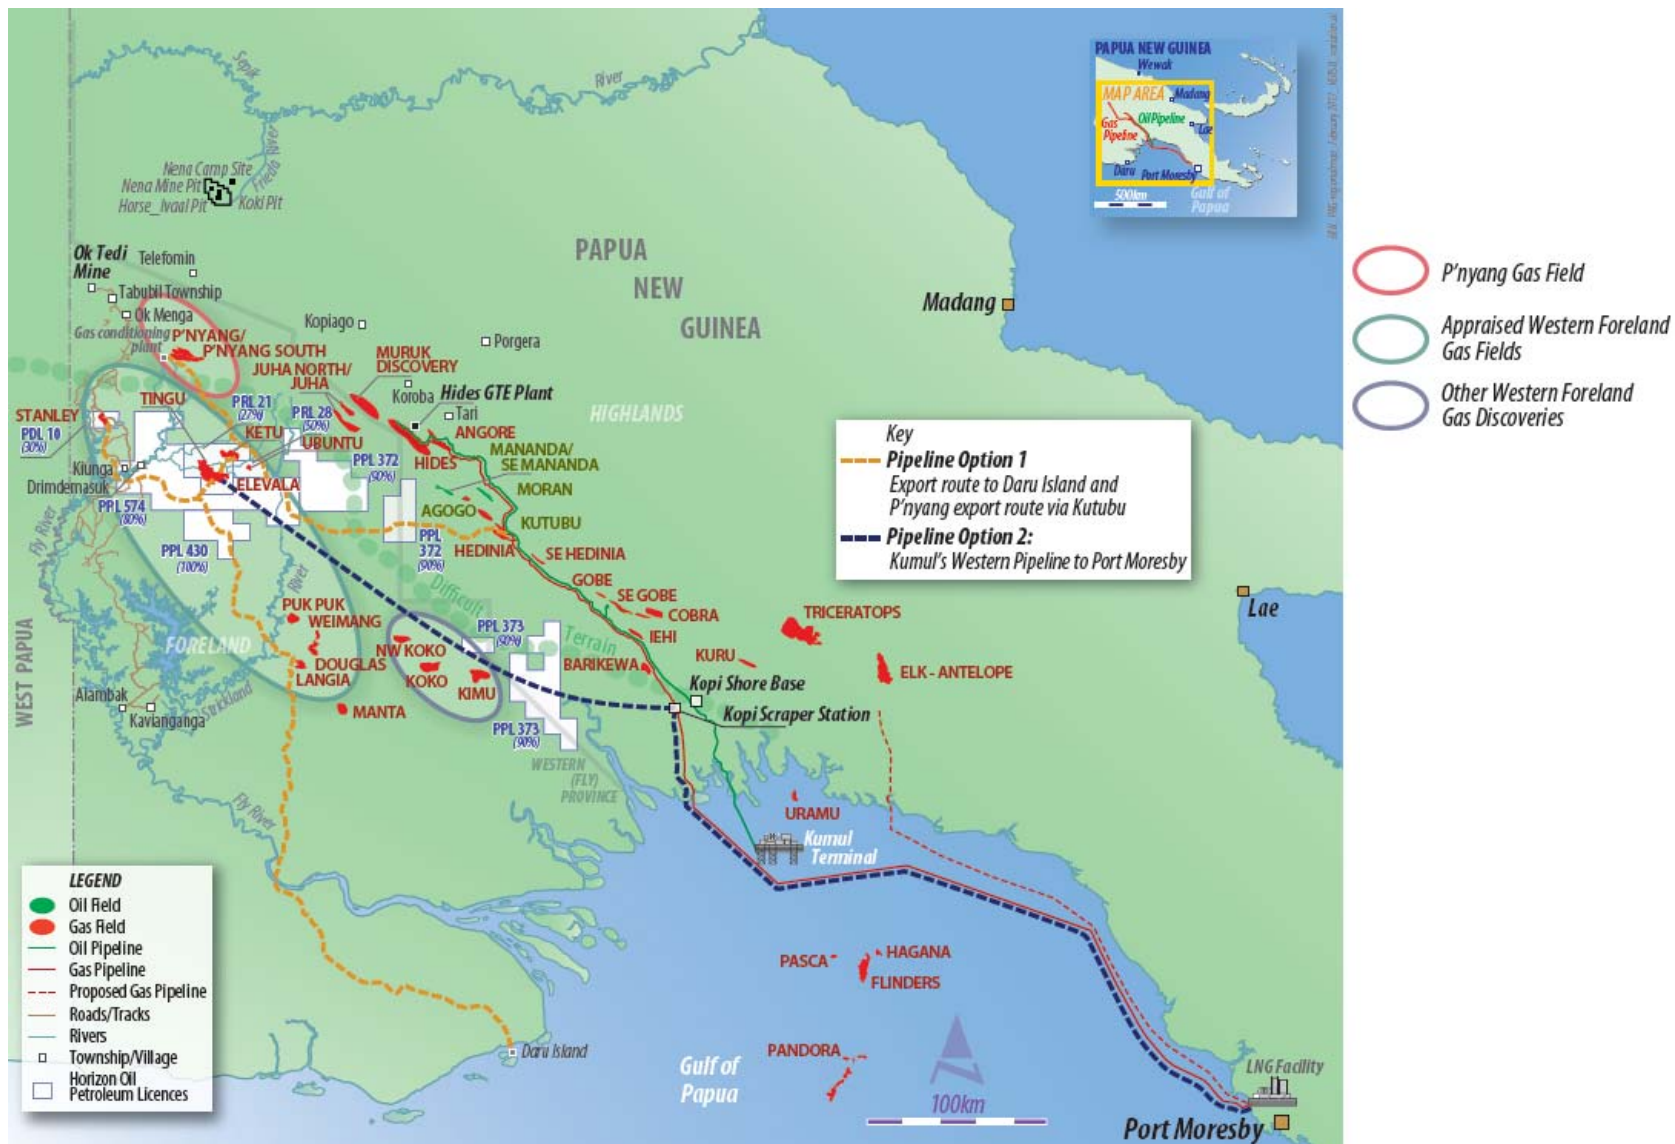 PAPUA NEW GUINEA
Wewak
MAP AREA
Madang
Oil Pipeline
Gas
Pipeline
Lae
Daru
Port Moresby
500km
Gulf of
Papua
Sepik
River
Frieda River
Nena Camp Site
Nena Mine Pit
Horse_Ivaal Pit
Koki Pit
Ok Tedi
Mine
Telefomin
Tabubil Township
Ok Menga
Gas conditioning
plant
P'NYANG/
P'NYANG SOUTH
PAPUA
NEW
GUINEA
Madang
Kopiago
Porgera
JUHA NORTH/
JUHA
MURUK
DISCOVERY
Koroba
Hides GTE Plant
Tari
HIGHLANDS
STANLEY
PDL 10
(30%)
TINGU
PRL 21
(27%)
PRL 28
(50%)
KETU
UBUNTU
ELEVALA
PPL 372
(90%)
HIDES
ANGORE
MANANDA/
SE MANANDA
MORAN
AGOGO
KUTUBU
HEDINIA
SE HEDINIA
Kiunga
Drimdemasuk
PPL 574
(80%)
PPL 430
(100%)
PPL
372
(90%)
Fly River
River
Difficult
Terrain
GOBE
SE GOBE
COBRA
IEHI
BARIKEWA
KURU
TRICERATOPS
ELK - ANTELOPE
Lae
WEST PAPUA
FORELAND
PUK PUK
WEIMANG
DOUGLAS
LANGIA
MANTA
NW KOKO
KOKO
KIMU
PPL 373
(90%)
PPL 373
(90%)
Alambak
Kavianganga
Strickland
Kopi Shore Base
Kopi Scraper Station
WESTERN
(FLY)
PROVINCE
Fly River
URAMU
Kumul
Terminal
PASCA
HAGANA
FLINDERS
PANDORA
Gulf of
Papua
100km
Daru Island
LNG Facility
Port Moresby
Key
Pipeline Option 1
Export route to Daru Island and
P'nyang export route via Kutubu
Pipeline Option 2:
Kumul's Western Pipeline to Port Moresby
LEGEND
Oil Field
Gas Field
Oil Pipeline
Gas Pipeline
Proposed Gas Pipeline
Roads/Tracks
Rivers
Township/Village
Horizon Oil
Petroleum Licences
P'nyang Gas Field
Appraised Western Foreland
Gas Fields
Other Western Foreland
Gas Discoveries